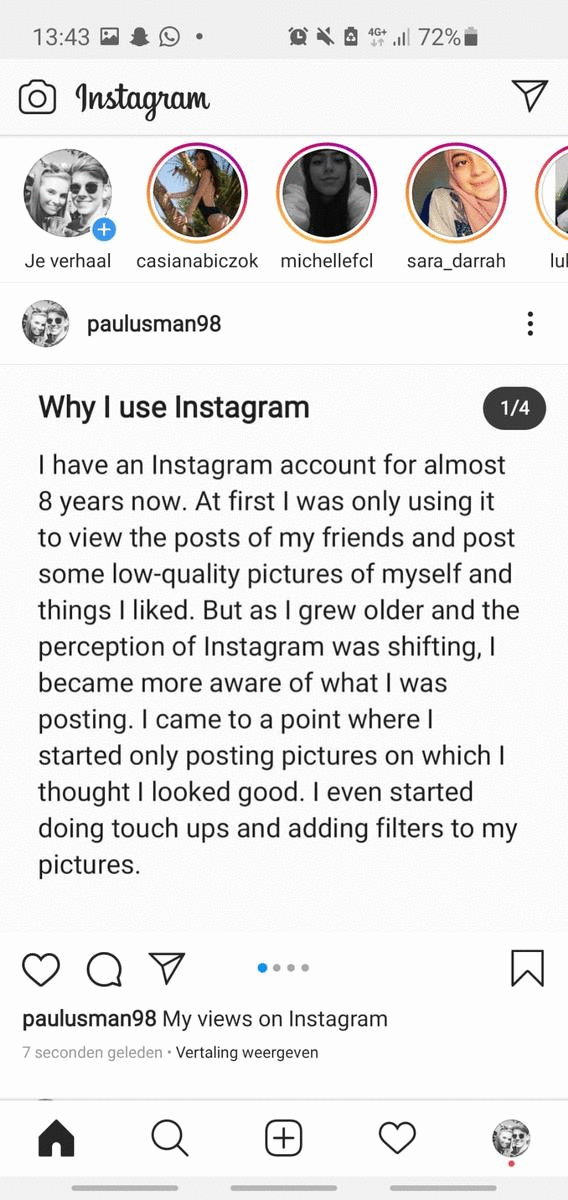 13:43
4G+
72%
Instagram
Je verhaal
casianabiczok
michellefcl
sara_darrah
lul
paulusman98
Why I use Instagram
1/4
I have an Instagram account for almost
8 years now. At first I was only using it
to view the posts of my friends and post
some low-quality pictures of myself and
things I liked. But as I grew older and the
perception of Instagram was shifting, I
became more aware of what I was
posting. I came to a point where I
started only posting pictures on which I
thought I looked good. I even started
doing touch ups and adding filters to my
pictures.
paulusman98 My views on Instagram
7 seconden geleden • Vertaling weergeven